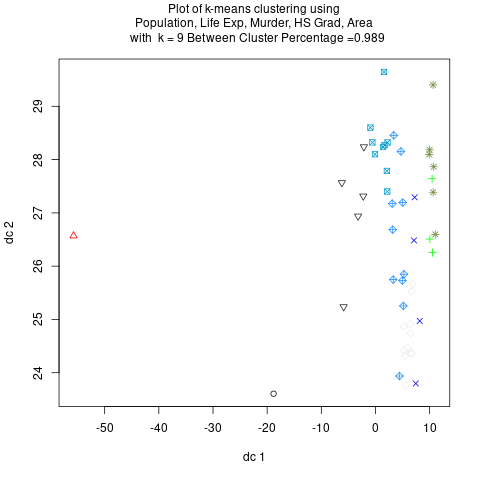 Plot of k-means clustering using
Population, Life Exp, Murder, HS Grad, Area
with k = 9 Between Cluster Percentage =0.989
29
28
27
26
25
24
dc 2
-50
-40
-30
-20
-10
0
10
dc 1